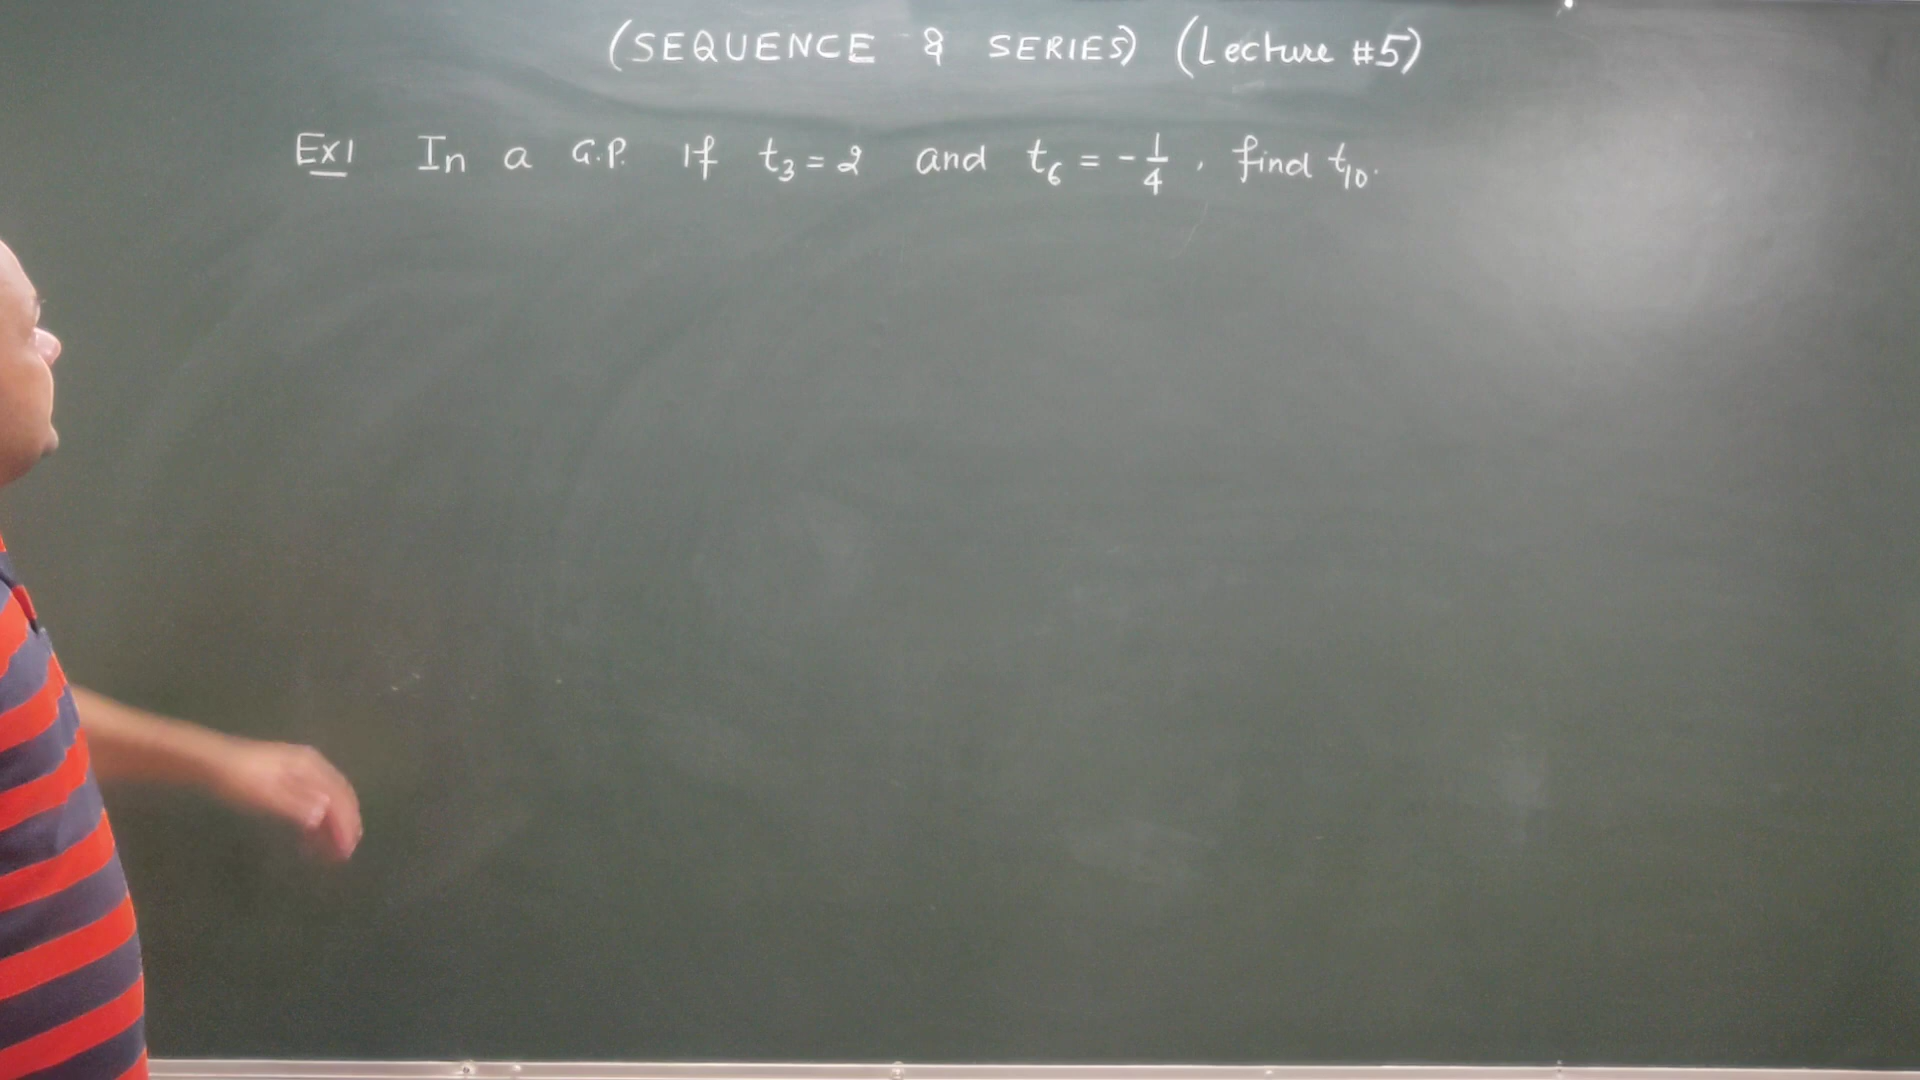 (SEQUENCE & SERIES) (Lecture #5)
Ex1 In a G.P. If t₃ = 2 and t₆ = -1/4, find t₁₀.